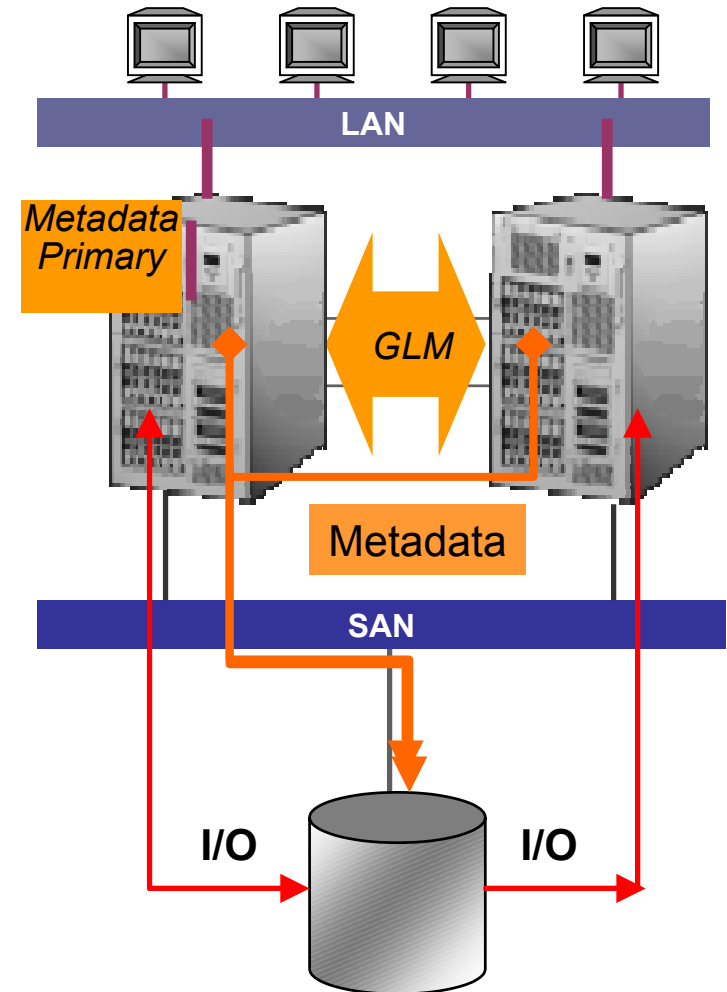 LAN
Metadata
Primary
GLM
Metadata
SAN
I/O
I/O